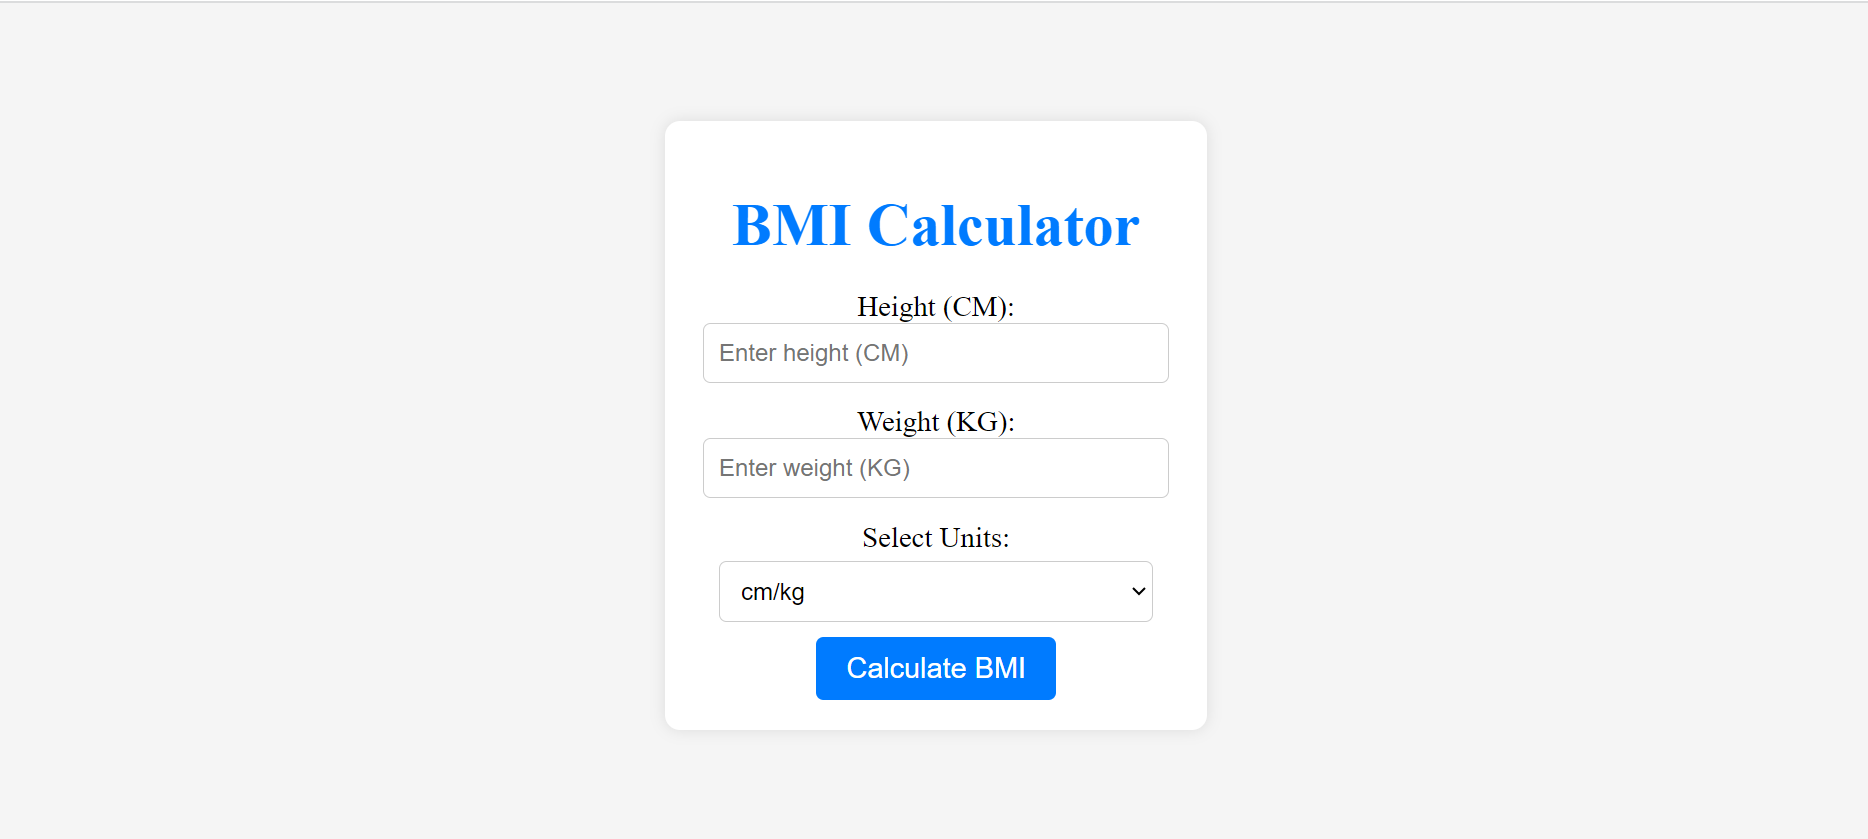 BMI Calculator
Height (CM):
Enter height (CM)
Weight (KG):
Enter weight (KG)
Select Units:
cm/kg
Calculate BMI